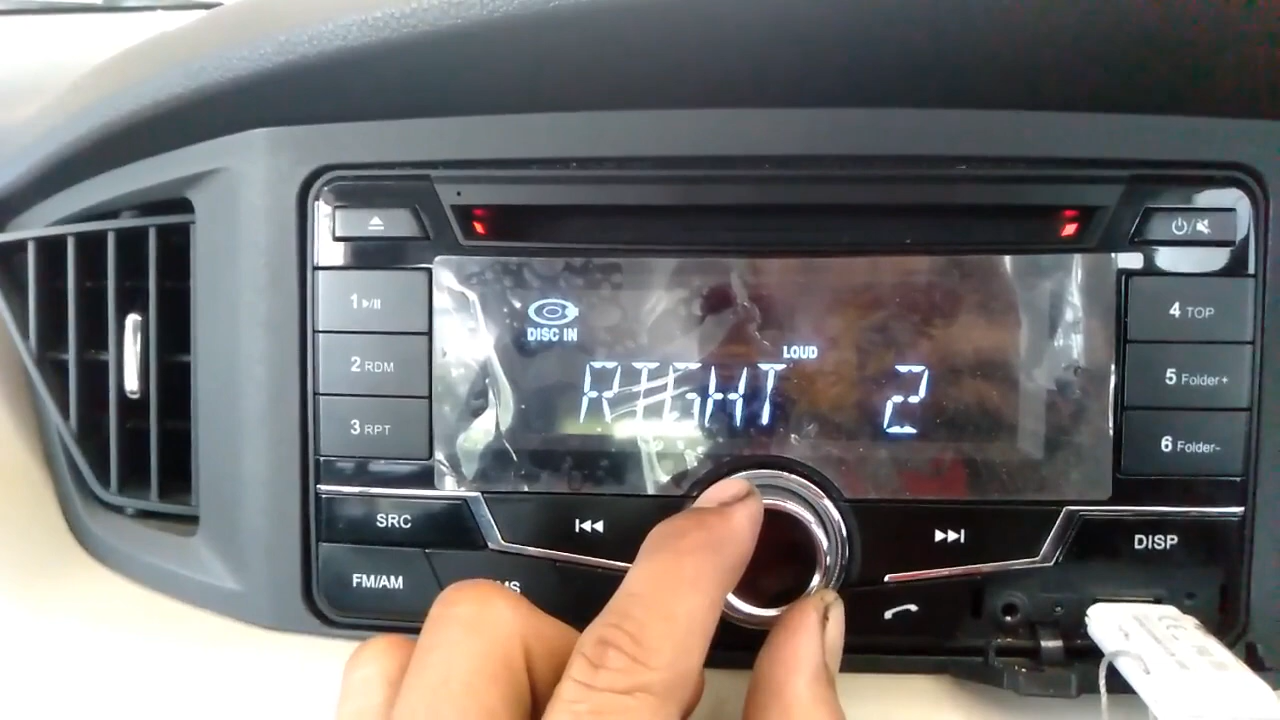 1
2 RDM
3 RPT
DISC IN
LOUD
RIGHT 2
4 TOP
5 Folder+
6 Folder-
SRC
DISP
FM/AM